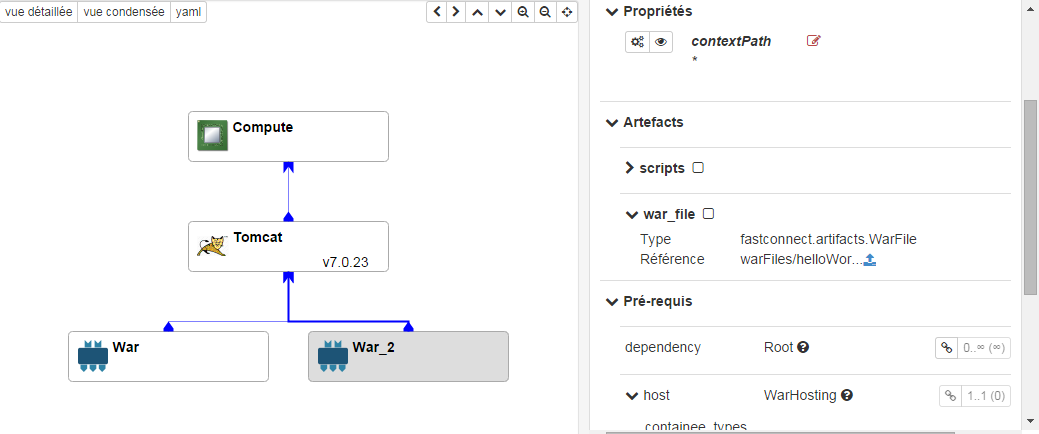 vue détaillée vue condensée yaml
Compute
Tomcat
v7.0.23
War
War_2
Propriétés
contextPath
*
Artefacts
scripts
war_file
Type fastconnect.artifacts.WarFile
Référence warFiles/helloWor...
Pré-requis
dependency Root 0..∞ (∞)
host WarHosting 1..1 (0)
containee_types